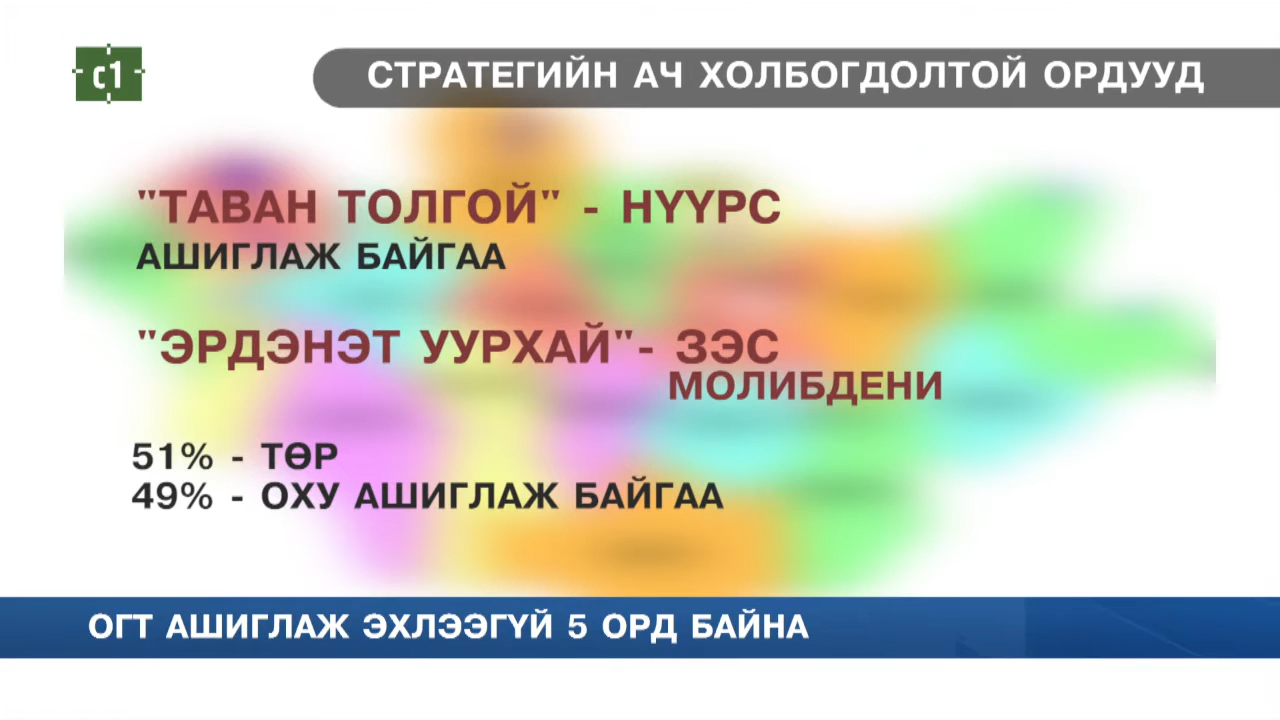 c1
СТРАТЕГИЙН АЧ ХОЛБОГДОЛТОЙ ОРДУУД
"ТАВАН ТОЛГОЙ" - НҮҮРС
АШИГЛАЖ БАЙГАА
"ЭРДЭНЭТ УУРХАЙ"- ЗЭС
МОЛИБДЕНИ
51% - ТӨР
49% - ОХУ АШИГЛАЖ БАЙГАА
ОГТ АШИГЛАЖ ЭХЛЭЭГҮЙ 5 ОРД БАЙНА